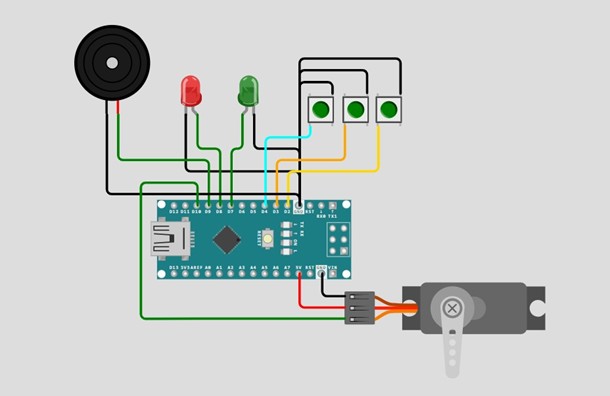 D12 D11 D10 D9 D8 D7 D6 D5 D4 D3 D2 GND RST
RX0 TX1
TX RX ON L
RESET
D13 3V3 AREF A0 A1 A2 A3 A4 A5 A6 A7 5V RST GND VIN